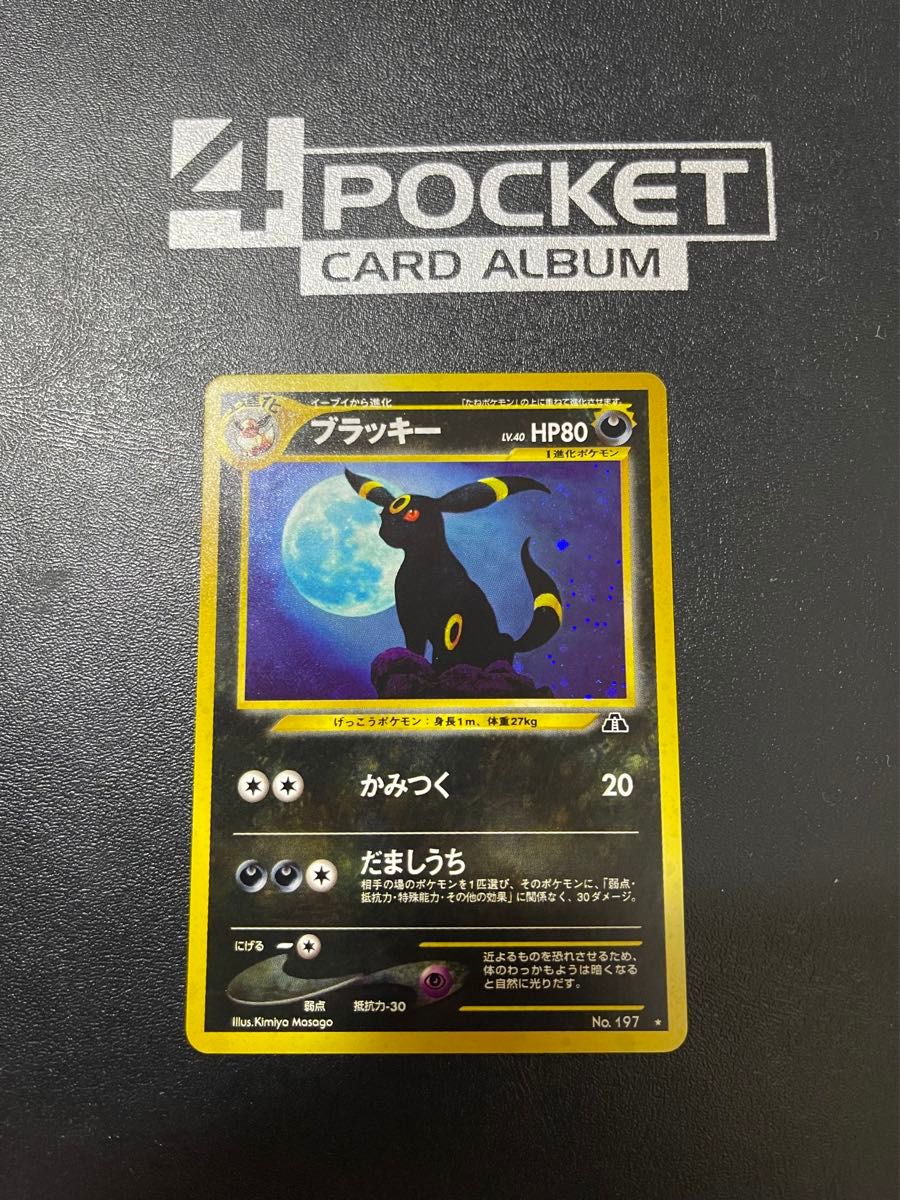 4 POCKET
CARD ALBUM
進化
イーブイから進化
「たねポケモン」の上に重ねて進化させます。
ブラッキー LV.40 HP80
1進化ポケモン
げっこうポケモン：身長1m、体重27kg
かみつく 20
だましうち
相手の場のポケモンを1匹選び、そのポケモンに、「弱点・
抵抗力・特殊能力・その他の効果」に関係なく、30ダメージ。
にげる
近よるものを恐れさせるため、
体のわっかもようは暗くなる
と自然に光りだす。
弱点 抵抗力-30
Illus.Kimiya Masago
No. 197 ★